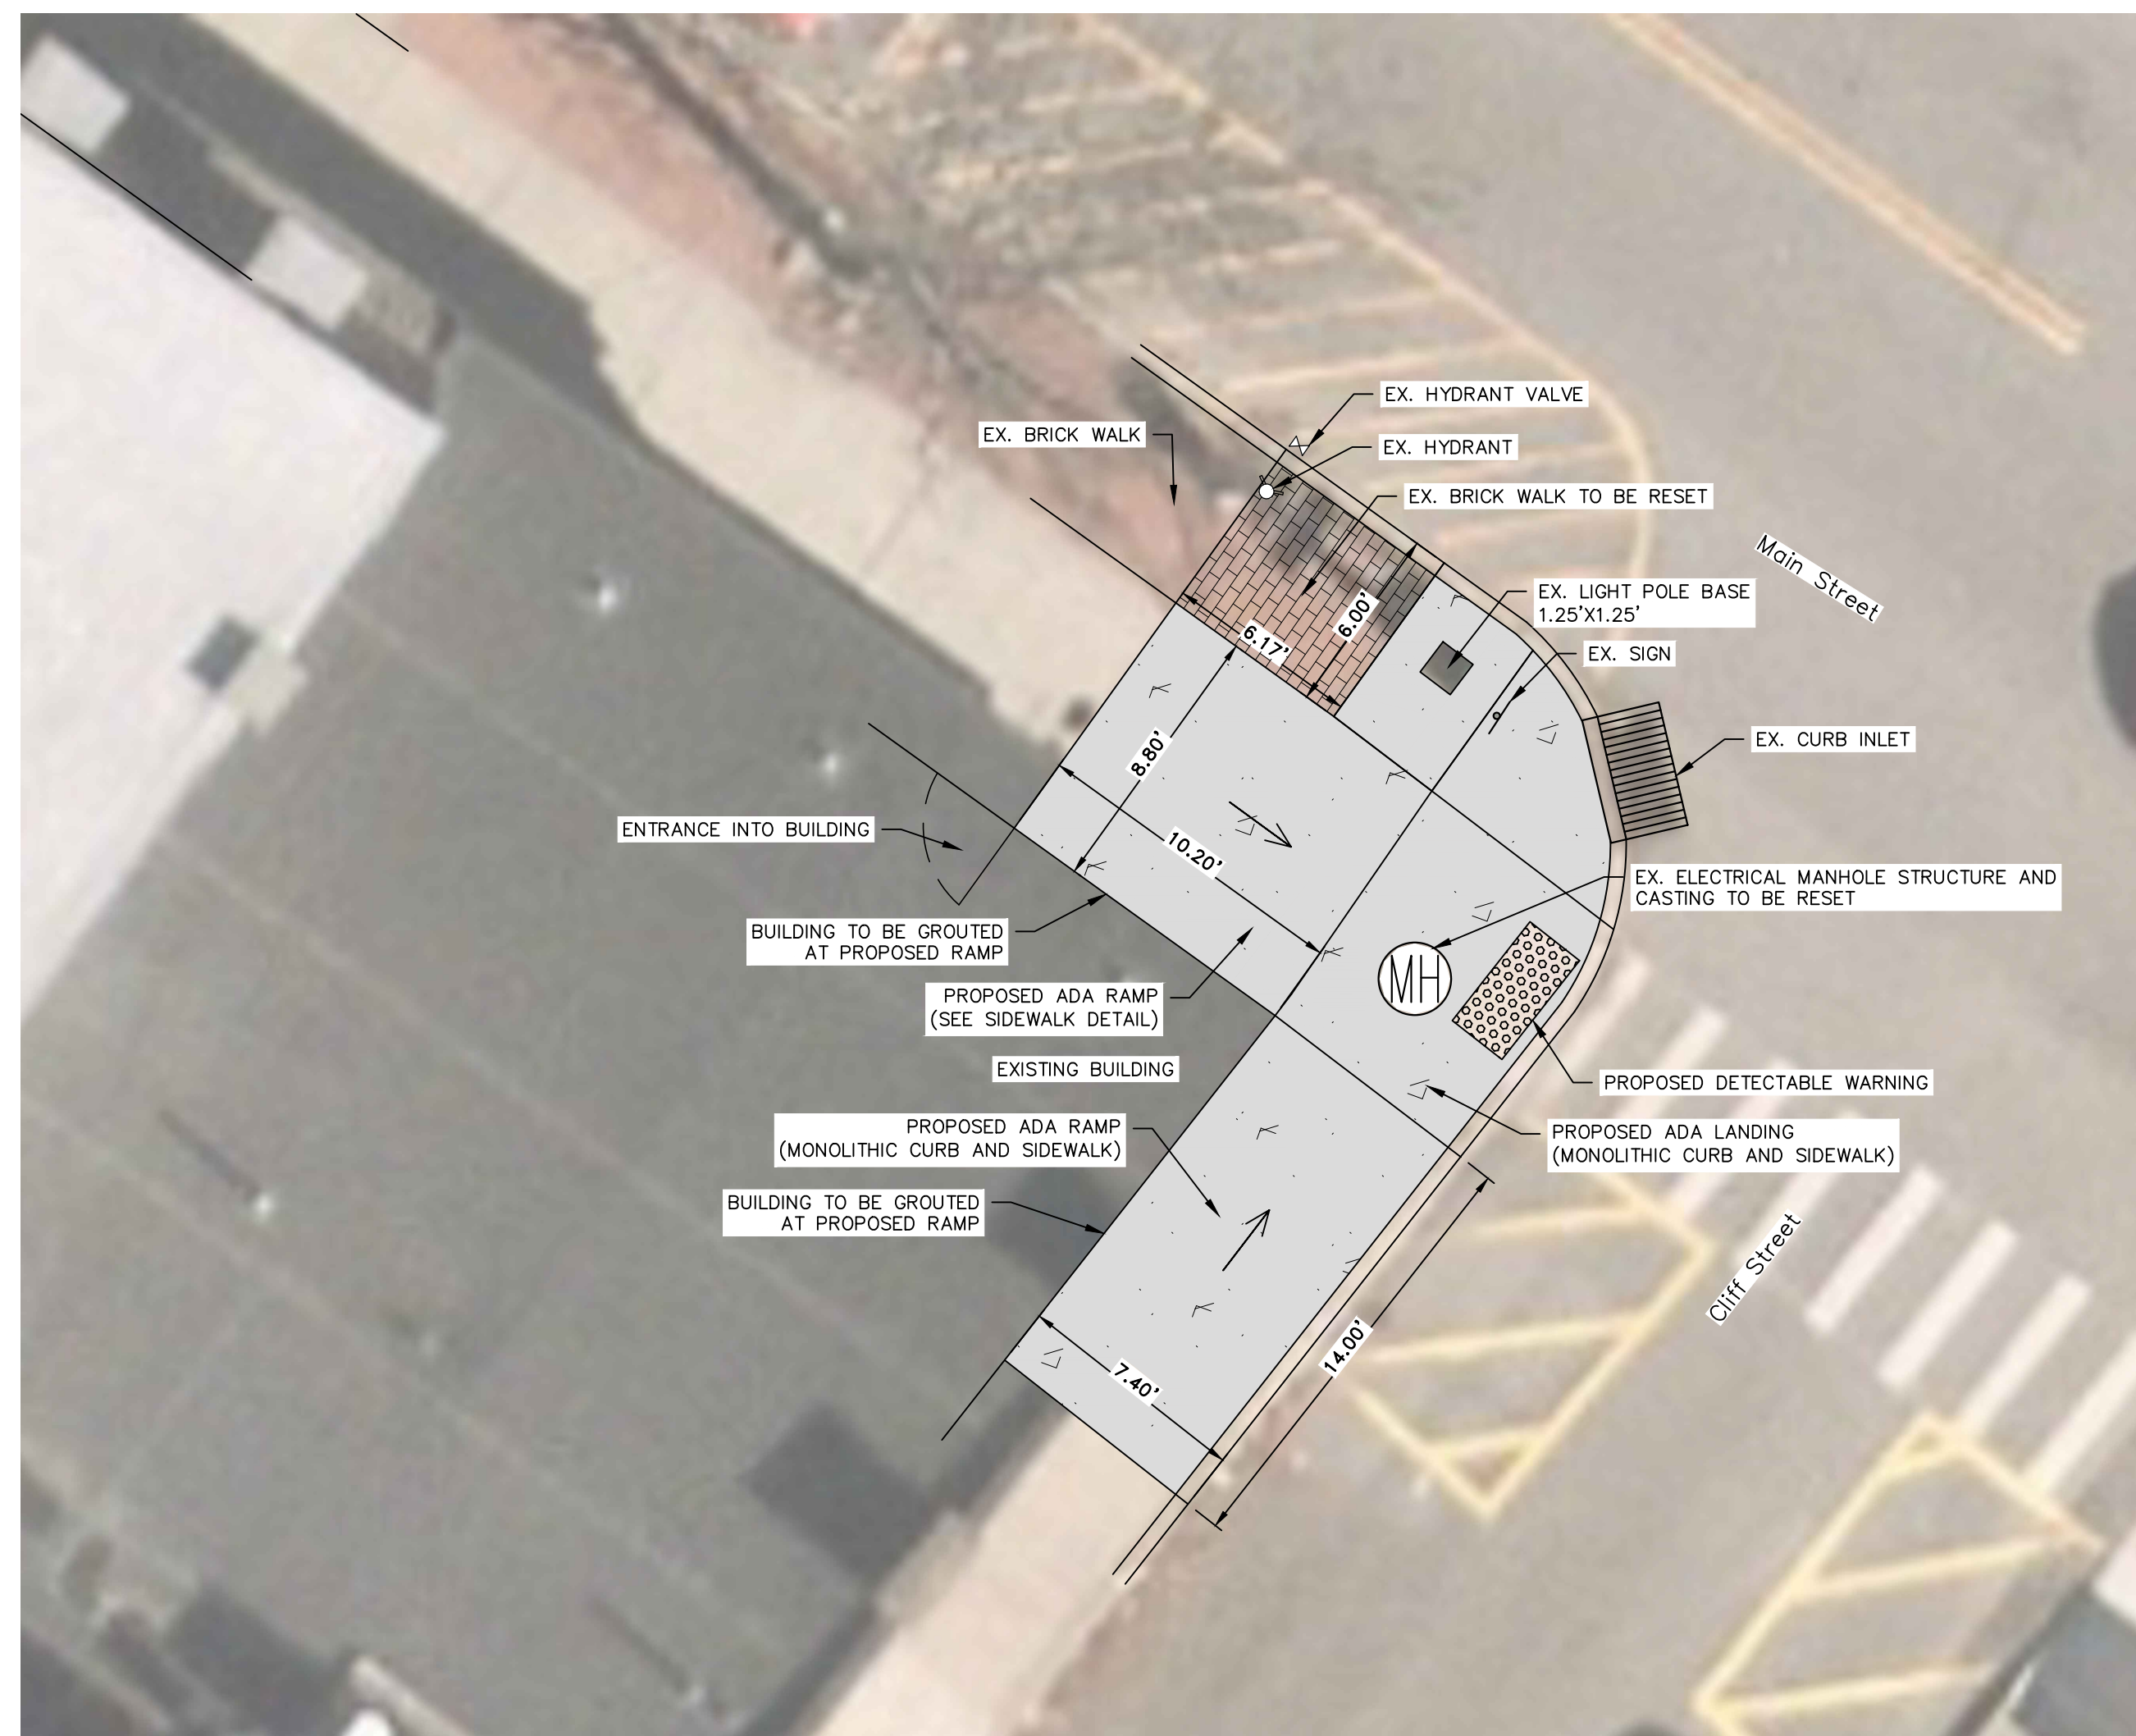 EX. HYDRANT VALVE
EX. BRICK WALK
EX. HYDRANT
EX. BRICK WALK TO BE RESET
Main Street
EX. LIGHT POLE BASE
1.25'X1.25'
6.00'
6.17'
EX. SIGN
8.80'
EX. CURB INLET
ENTRANCE INTO BUILDING
10.20'
EX. ELECTRICAL MANHOLE STRUCTURE AND
CASTING TO BE RESET
BUILDING TO BE GROUTED
AT PROPOSED RAMP
MH
PROPOSED ADA RAMP
(SEE SIDEWALK DETAIL)
EXISTING BUILDING
PROPOSED DETECTABLE WARNING
PROPOSED ADA RAMP
(MONOLITHIC CURB AND SIDEWALK)
PROPOSED ADA LANDING
(MONOLITHIC CURB AND SIDEWALK)
BUILDING TO BE GROUTED
AT PROPOSED RAMP
Cliff Street
14.00'
7.40'